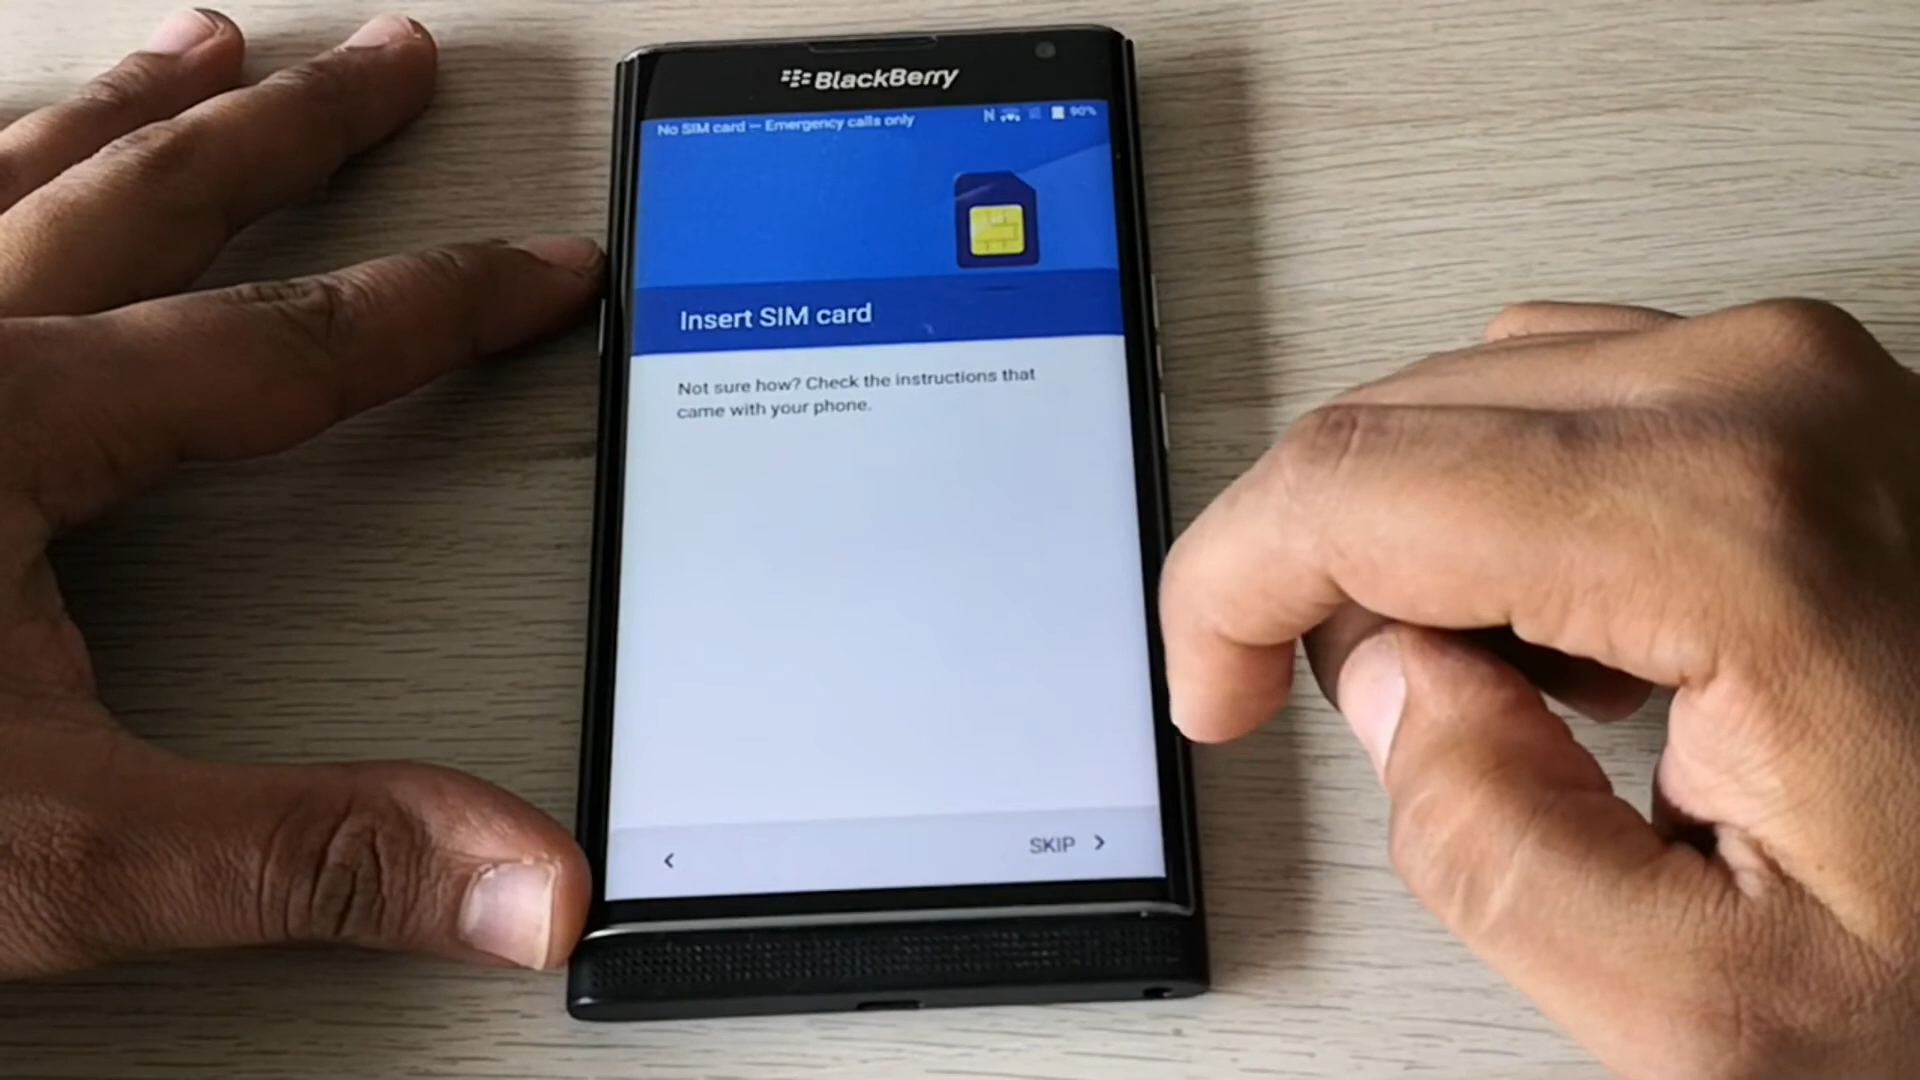 BlackBerry
No SIM card — Emergency calls only 90%
Insert SIM card
Not sure how? Check the instructions that
came with your phone.
SKIP